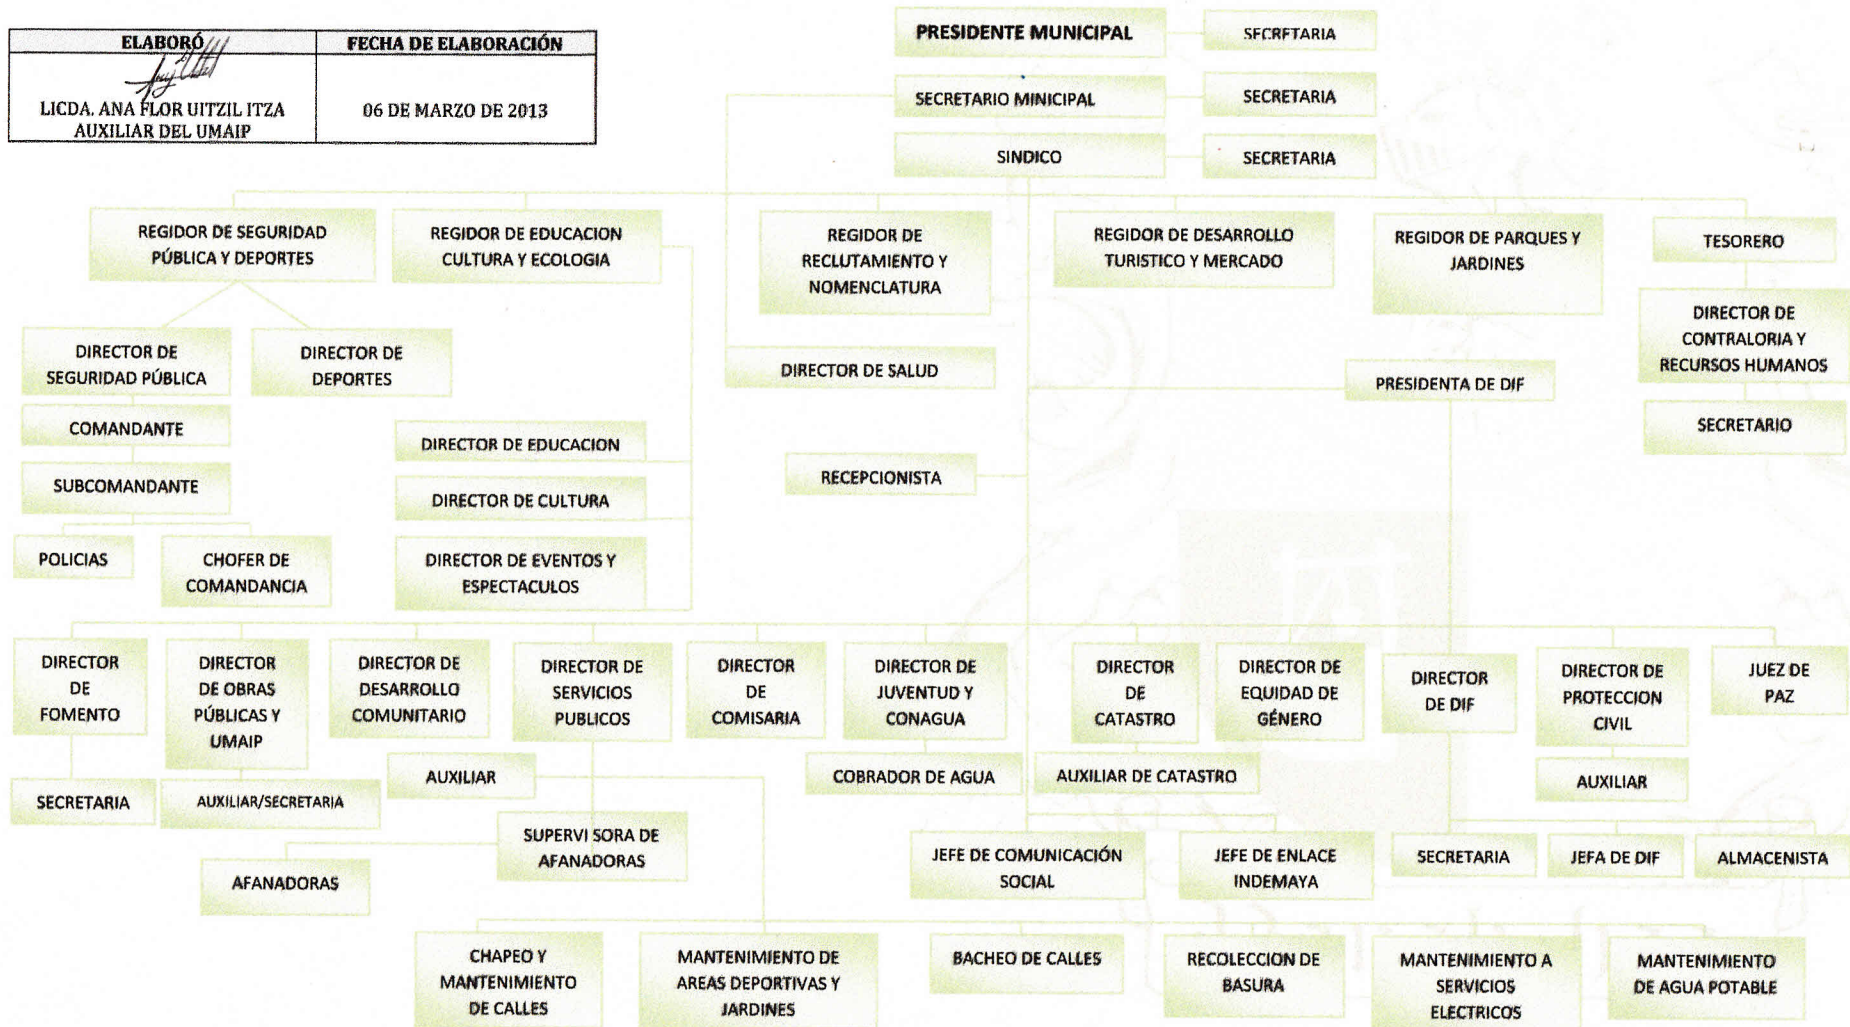 ELABORÓ
FECHA DE ELABORACIÓN
LICDA. ANA FLOR UITZIL ITZA
AUXILIAR DEL UMAIP
06 DE MARZO DE 2013
PRESIDENTE MUNICIPAL
SECRETARIA
SECRETARIO MINICIPAL
SECRETARIA
SINDICO
SECRETARIA
REGIDOR DE SEGURIDAD
PÚBLICA Y DEPORTES
REGIDOR DE EDUCACION
CULTURA Y ECOLOGIA
REGIDOR DE
RECLUTAMIENTO Y
NOMENCLATURA
REGIDOR DE DESARROLLO
TURISTICO Y MERCADO
REGIDOR DE PARQUES Y
JARDINES
TESORERO
DIRECTOR DE
CONTRALORIA Y
RECURSOS HUMANOS
SECRETARIO
DIRECTOR DE
SEGURIDAD PÚBLICA
DIRECTOR DE
DEPORTES
DIRECTOR DE SALUD
PRESIDENTA DE DIF
COMANDANTE
SUBCOMANDANTE
POLICIAS
CHOFER DE
COMANDANCIA
DIRECTOR DE EDUCACION
DIRECTOR DE CULTURA
DIRECTOR DE EVENTOS Y
ESPECTACULOS
RECEPCIONISTA
DIRECTOR
DE
FOMENTO
DIRECTOR
DE OBRAS
PÚBLICAS Y
UMAIP
DIRECTOR DE
DESARROLLO
COMUNITARIO
DIRECTOR DE
SERVICIOS
PUBLICOS
DIRECTOR
DE
COMISARIA
DIRECTOR DE
JUVENTUD Y
CONAGUA
DIRECTOR
DE
CATASTRO
DIRECTOR DE
EQUIDAD DE
GÉNERO
DIRECTOR
DE DIF
DIRECTOR DE
PROTECCION
CIVIL
JUEZ DE
PAZ
SECRETARIA
AUXILIAR/SECRETARIA
AUXILIAR
COBRADOR DE AGUA
AUXILIAR DE CATASTRO
AUXILIAR
SUPERVI SORA DE
AFANADORAS
AFANADORAS
JEFE DE COMUNICACIÓN
SOCIAL
JEFE DE ENLACE
INDEMAYA
SECRETARIA
JEFA DE DIF
ALMACENISTA
CHAPEO Y
MANTENIMIENTO
DE CALLES
MANTENIMIENTO DE
AREAS DEPORTIVAS Y
JARDINES
BACHEO DE CALLES
RECOLECCION DE
BASURA
MANTENIMIENTO A
SERVICIOS
ELECTRICOS
MANTENIMIENTO
DE AGUA POTABLE